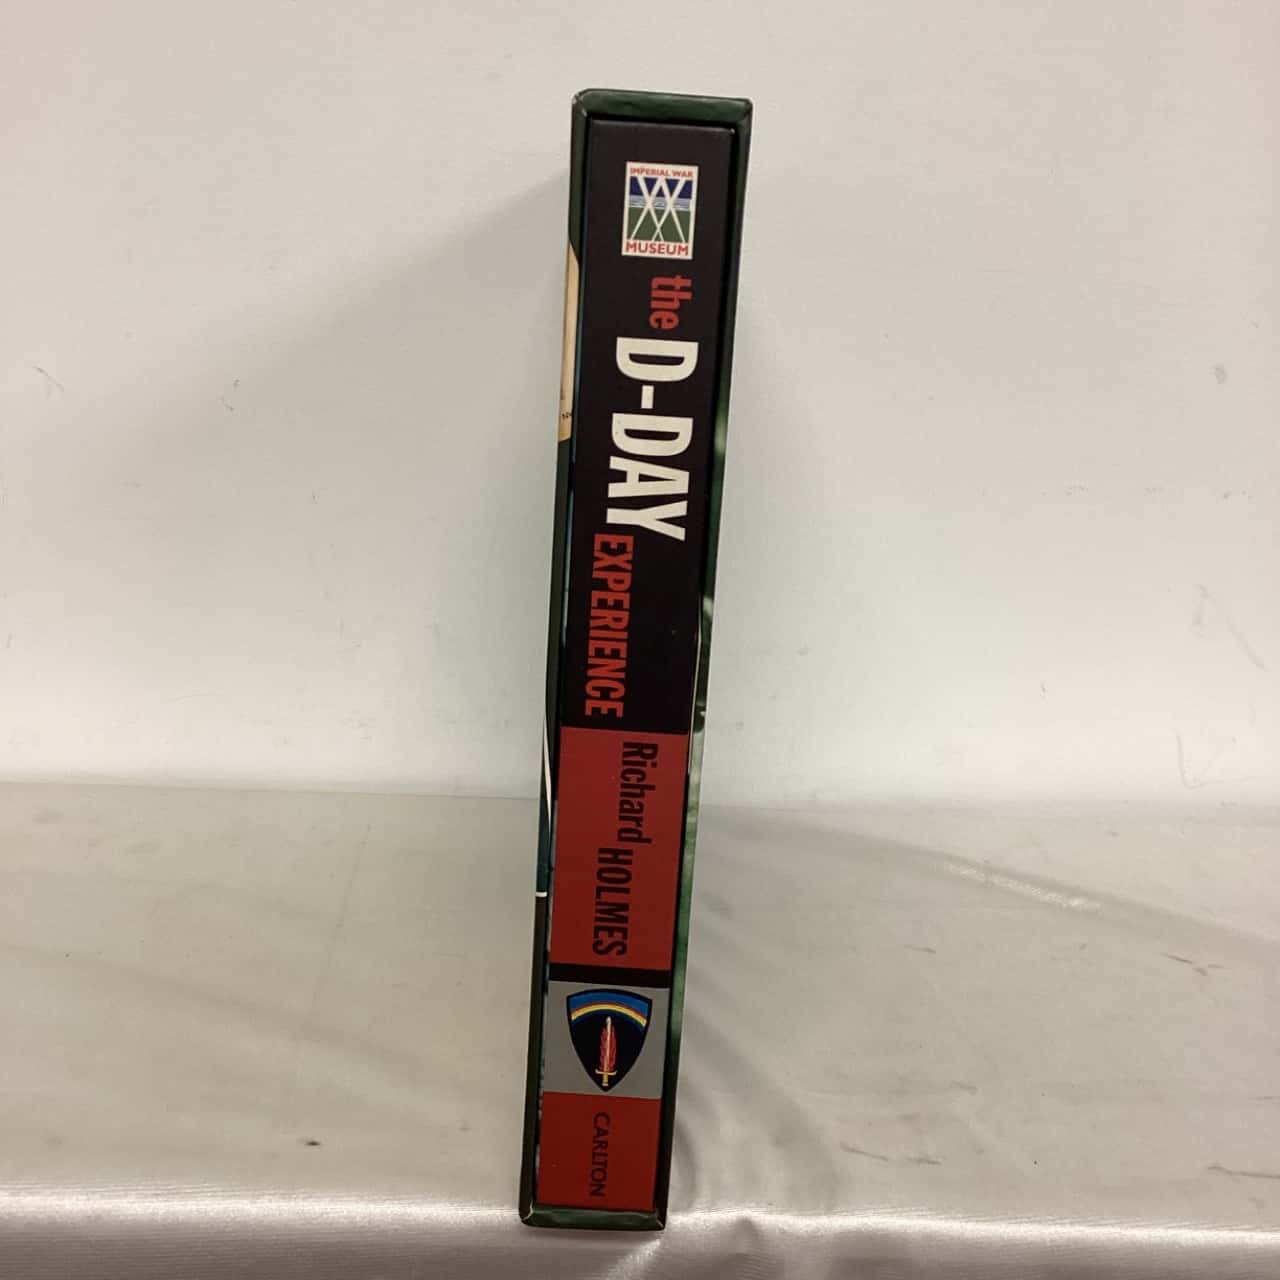 IMPERIAL WAR
MUSEUM
the
D-DAY
EXPERIENCE
Richard HOLMES
CARLTON